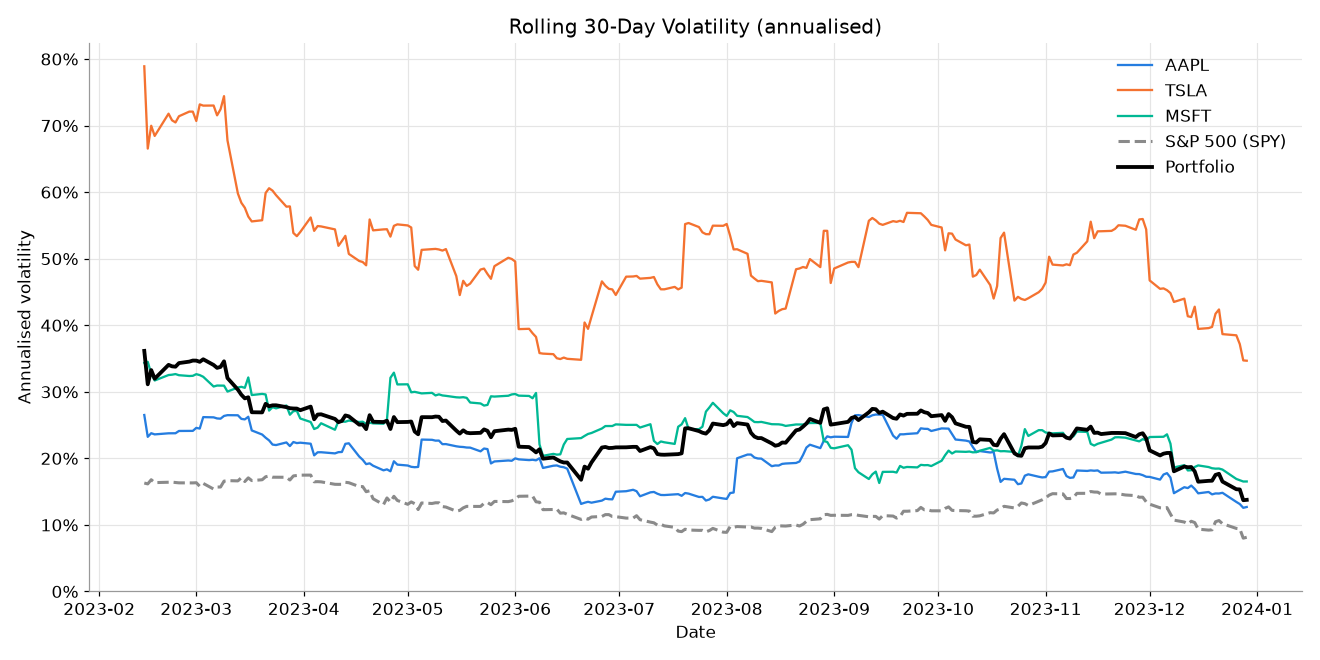 Rolling 30-Day Volatility (annualised)
AAPL
TSLA
MSFT
S&P 500 (SPY)
Portfolio
Annualised volatility
80%
70%
60%
50%
40%
30%
20%
10%
0%
2023-02 2023-03 2023-04 2023-05 2023-06 2023-07 2023-08 2023-09 2023-10 2023-11 2023-12 2024-01
Date